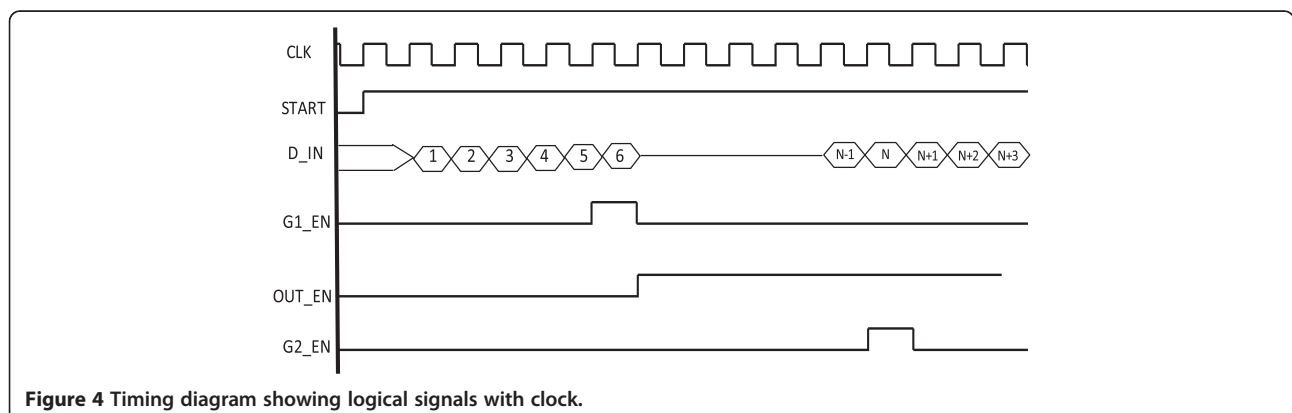 CLK
START
D_IN
1 2 3 4 5 6 N-1 N N+1 N+2 N+3
G1_EN
OUT_EN
G2_EN
Figure 4 Timing diagram showing logical signals with clock.